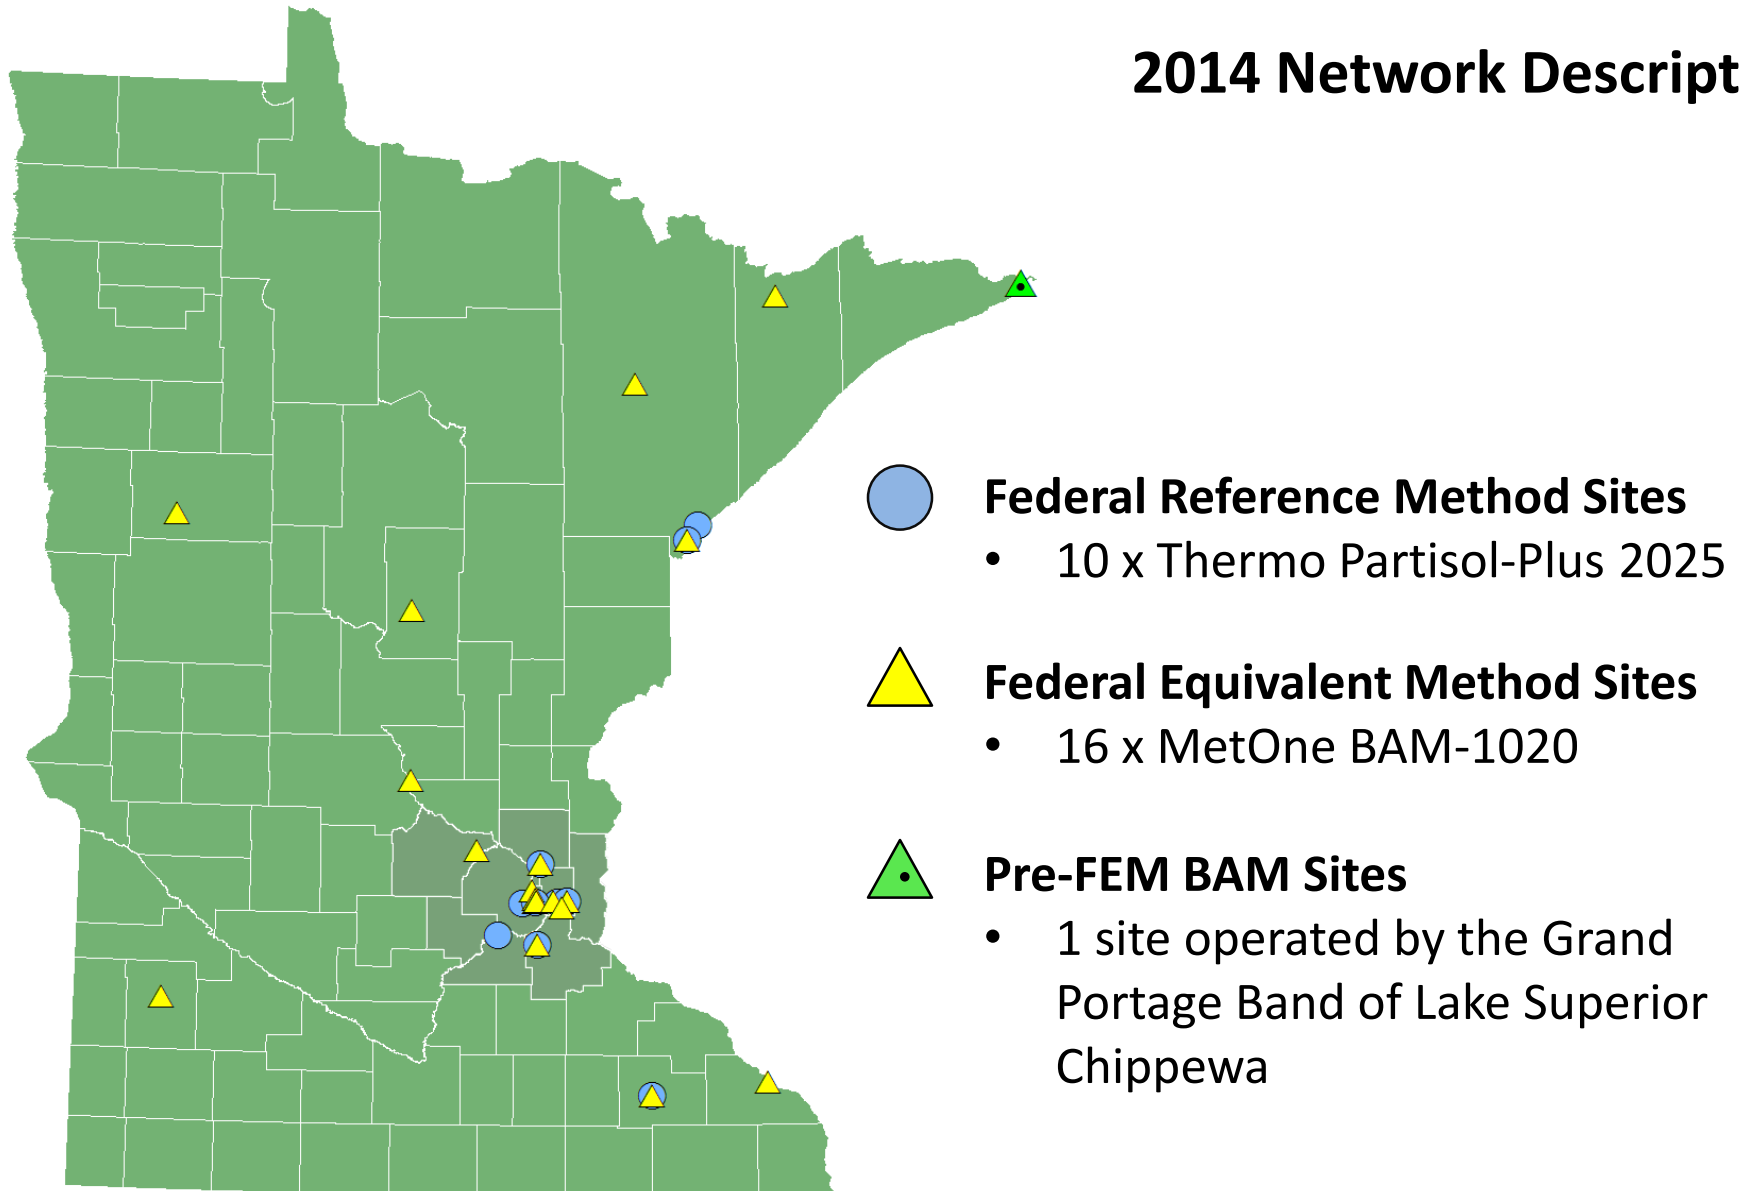 2014 Network Descript
Federal Reference Method Sites
• 10 x Thermo Partisol-Plus 2025
Federal Equivalent Method Sites
• 16 x MetOne BAM-1020
Pre-FEM BAM Sites
• 1 site operated by the Grand
Portage Band of Lake Superior
Chippewa